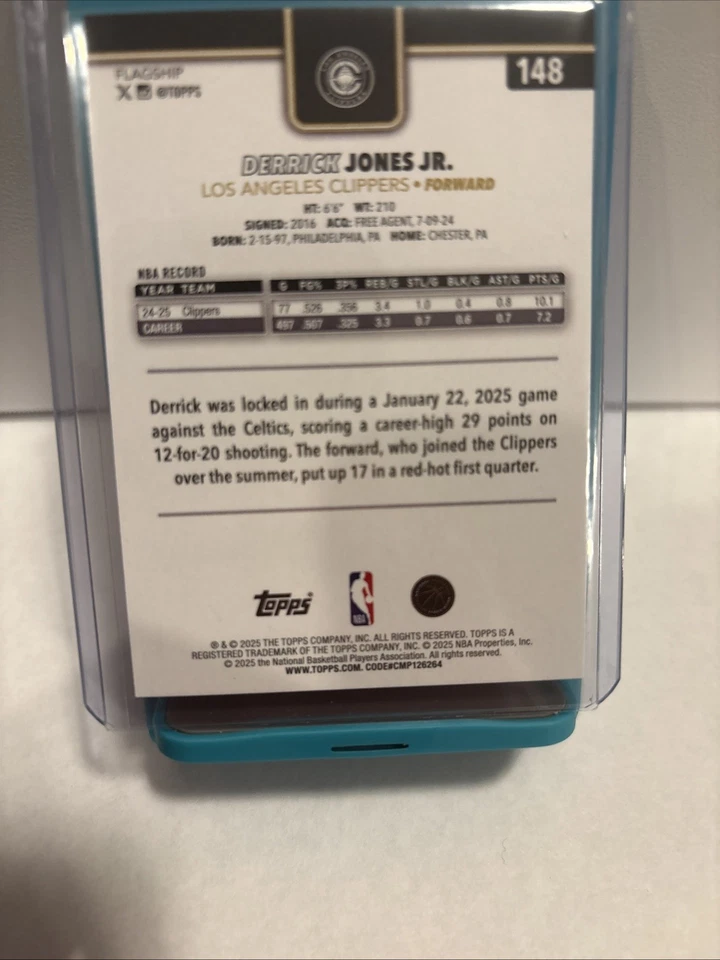 FLAGSHIP
X @TOPPS
148
DERRICK JONES JR.
LOS ANGELES CLIPPERS • FORWARD
HT: 6'6" WT: 210
SIGNED: 2016 ACQ: FREE AGENT, 7-09-24
BORN: 2-15-97, PHILADELPHIA, PA HOME: CHESTER, PA
NBA RECORD
YEAR TEAM G FG% 3P% REB/G STL/G BLK/G AST/G PTS/G
24-25 Clippers 77 .526 .356 3.4 1.0 0.4 0.8 10.1
CAREER 497 .507 .325 3.3 0.7 0.6 0.7 7.2
Derrick was locked in during a January 22, 2025 game
against the Celtics, scoring a career-high 29 points on
12-for-20 shooting. The forward, who joined the Clippers
over the summer, put up 17 in a red-hot first quarter.
Topps NBA
® & © 2025 THE TOPPS COMPANY, INC. ALL RIGHTS RESERVED. TOPPS IS A
REGISTERED TRADEMARK OF THE TOPPS COMPANY, INC. © 2025 NBA Properties, Inc.
© 2025 the National Basketball Players Association. All rights reserved.
WWW.TOPPS.COM. CODE#CMP126264